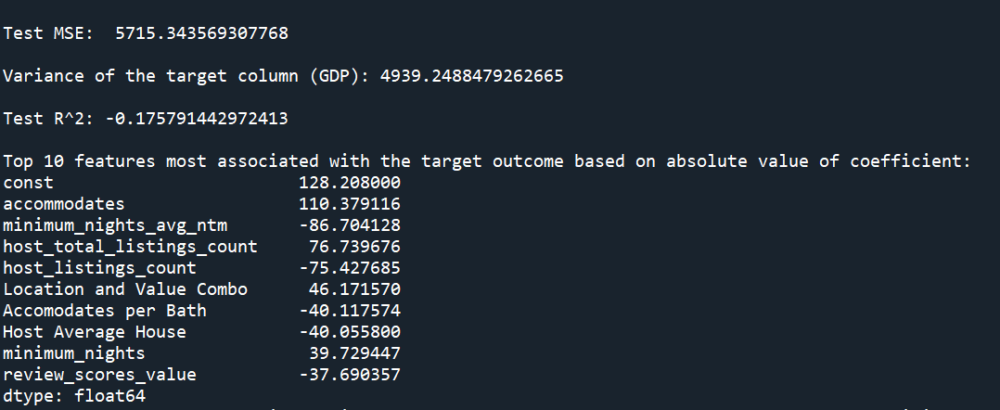 Test MSE:  5715.343569307768
Variance of the target column (GDP): 4939.2488479262665
Test R^2: -0.175791442972413
Top 10 features most associated with the target outcome based on absolute value of coefficient:
const                       128.208000
accommodates                110.379116
minimum_nights_avg_ntm      -86.704128
host_total_listings_count    76.739676
host_listings_count         -75.427685
Location and Value Combo     46.171570
Accomodates per Bath        -40.117574
Host Average House          -40.055800
minimum_nights               39.729447
review_scores_value         -37.690357
dtype: float64